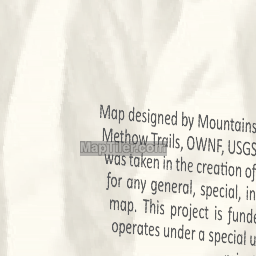 Map designed by Mountains
Methow Trails, OWNF, USGS
MapTiler.com
was taken in the creation of
for any general, special, in
map. This project is funde
operates under a special u